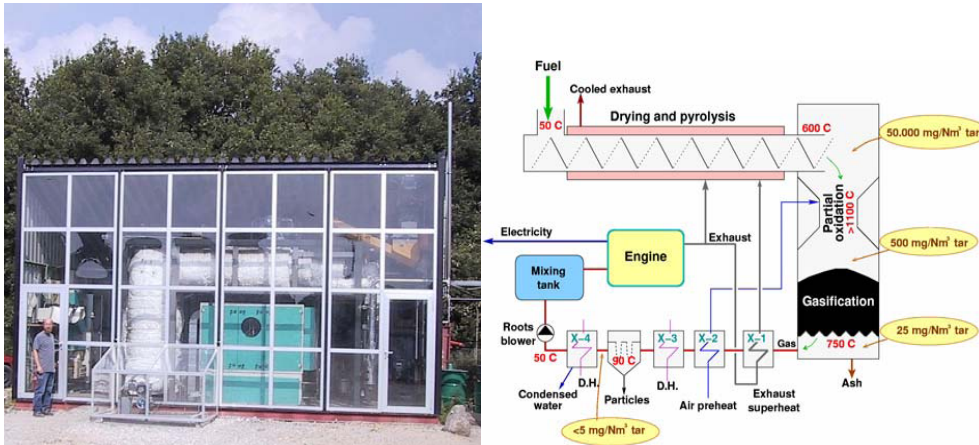 Fuel
Cooled exhaust
50 C
Drying and pyrolysis
600 C
50.000 mg/Nm³ tar
Partial
oxidation
>1100 C
Electricity
Engine
Exhaust
500 mg/Nm³ tar
Mixing
tank
Gasification
Roots
blower
X-4
X-3
X-2
X-1
Gas
750 C
25 mg/Nm³ tar
50 C
90 C
D.H.
D.H.
Condensed
water
Particles
Air preheat
Exhaust
superheat
Ash
<5 mg/Nm³ tar